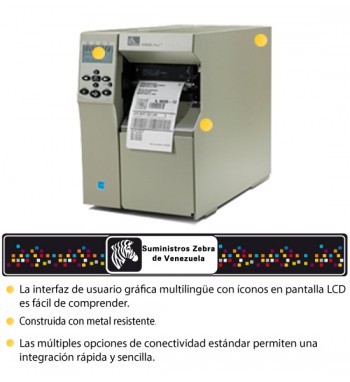 Suministros Zebra
de Venezuela
La interfaz de usuario gráfica multilingüe con íconos en pantalla LCD
es fácil de comprender.
Construida con metal resistente.
Las múltiples opciones de conectividad estándar permiten una
integración rápida y sencilla.